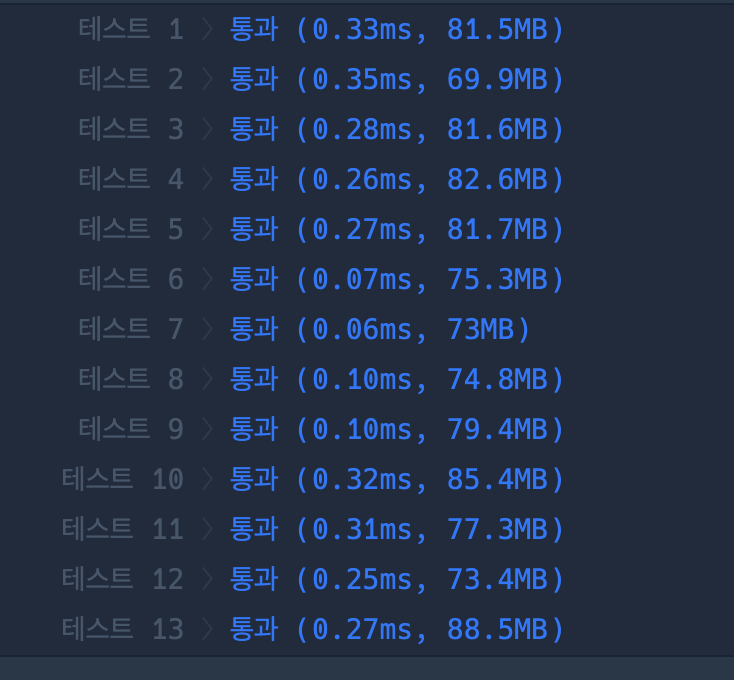 테스트 1 〉 통과 (0.33ms, 81.5MB)
테스트 2 〉 통과 (0.35ms, 69.9MB)
테스트 3 〉 통과 (0.28ms, 81.6MB)
테스트 4 〉 통과 (0.26ms, 82.6MB)
테스트 5 〉 통과 (0.27ms, 81.7MB)
테스트 6 〉 통과 (0.07ms, 75.3MB)
테스트 7 〉 통과 (0.06ms, 73MB)
테스트 8 〉 통과 (0.10ms, 74.8MB)
테스트 9 〉 통과 (0.10ms, 79.4MB)
테스트 10 〉 통과 (0.32ms, 85.4MB)
테스트 11 〉 통과 (0.31ms, 77.3MB)
테스트 12 〉 통과 (0.25ms, 73.4MB)
테스트 13 〉 통과 (0.27ms, 88.5MB)